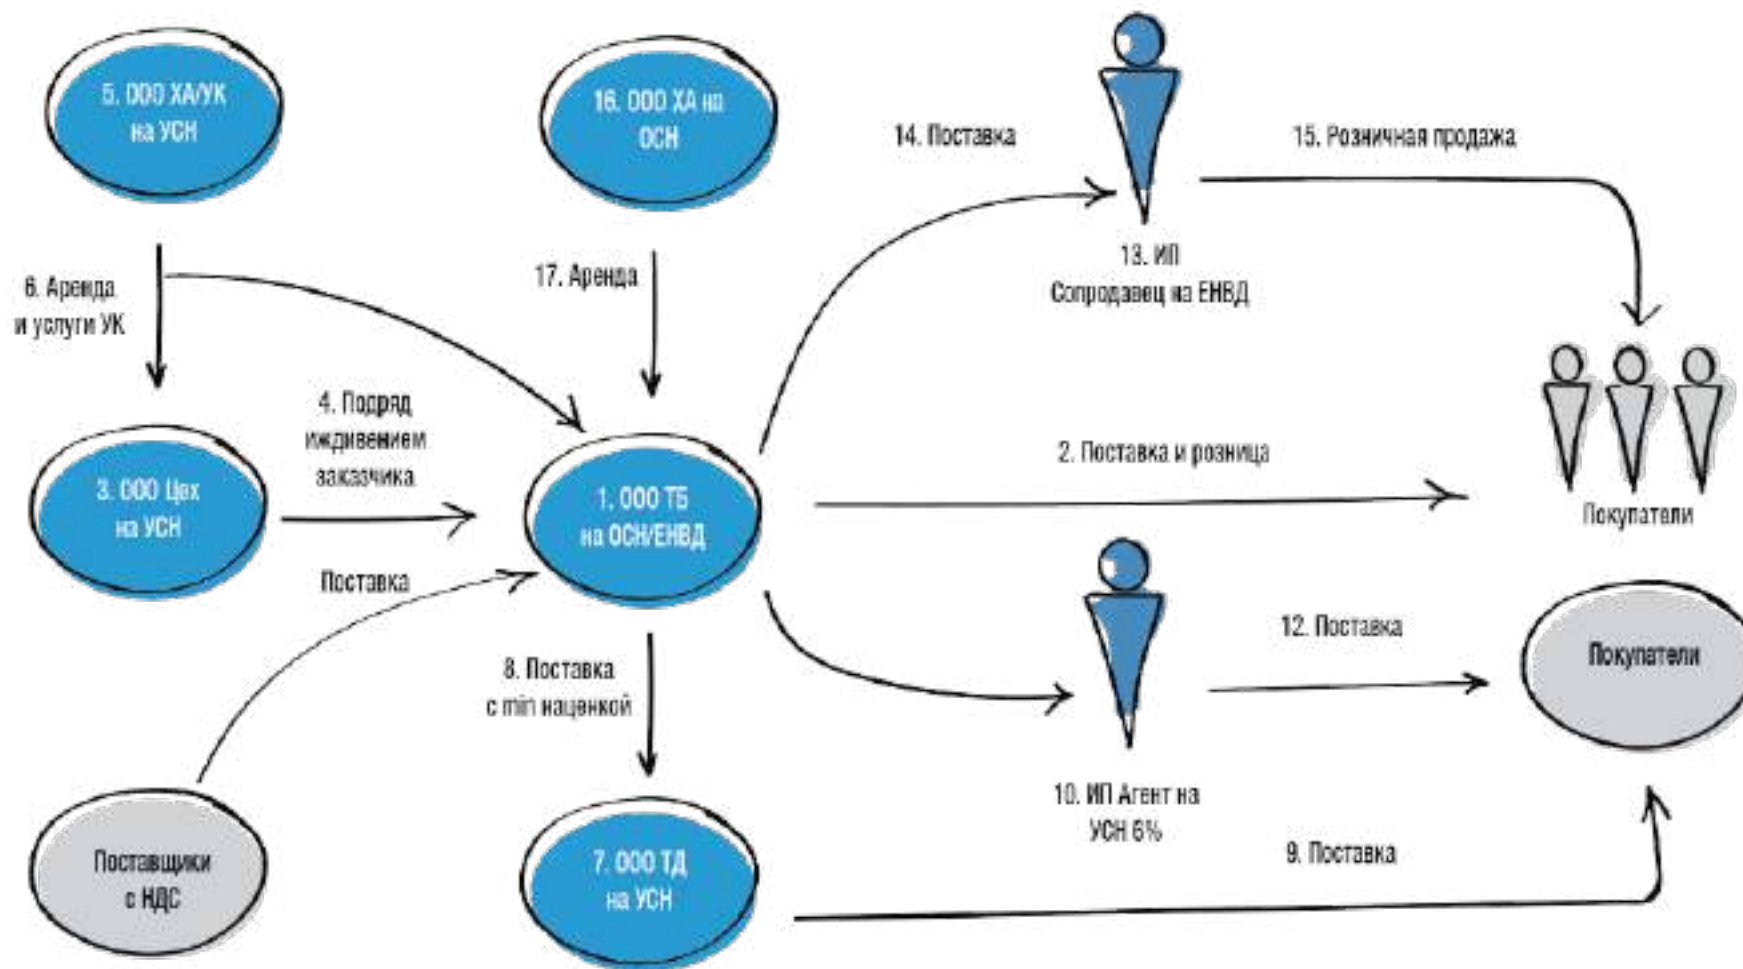 5. ООО ХА/УК
на УСН
16. ООО ХА на
ОСН
14. Поставка
15. Розничная продажа
6. Аренда
и услуги УК
17. Аренда
13. ИП
Сопродавец на ЕНВД
4. Подряд
иждивением
заказчика
2. Поставка и розница
3. ООО Цех
на УСН
1. ООО ТБ
на ОСН/ЕНВД
Покупатели
Поставка
12. Поставка
Покупатели
8. Поставка
с min наценкой
10. ИП Агент на
УСН 6%
9. Поставка
Поставщики
с НДС
7. ООО ТД
на УСН